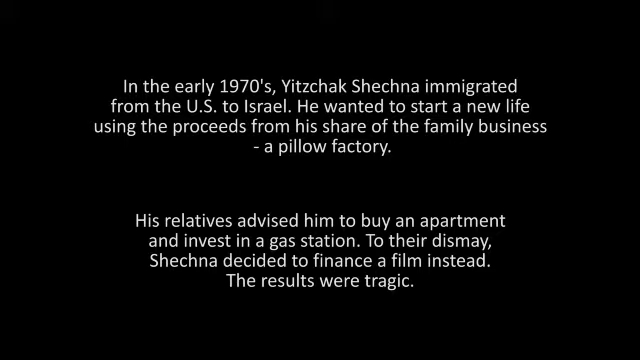 In the early 1970's, Yitzchak Shechna immigrated
from the U.S. to Israel. He wanted to start a new life
using the proceeds from his share of the family business
- a pillow factory.
His relatives advised him to buy an apartment
and invest in a gas station. To their dismay,
Shechna decided to finance a film instead.
The results were tragic.